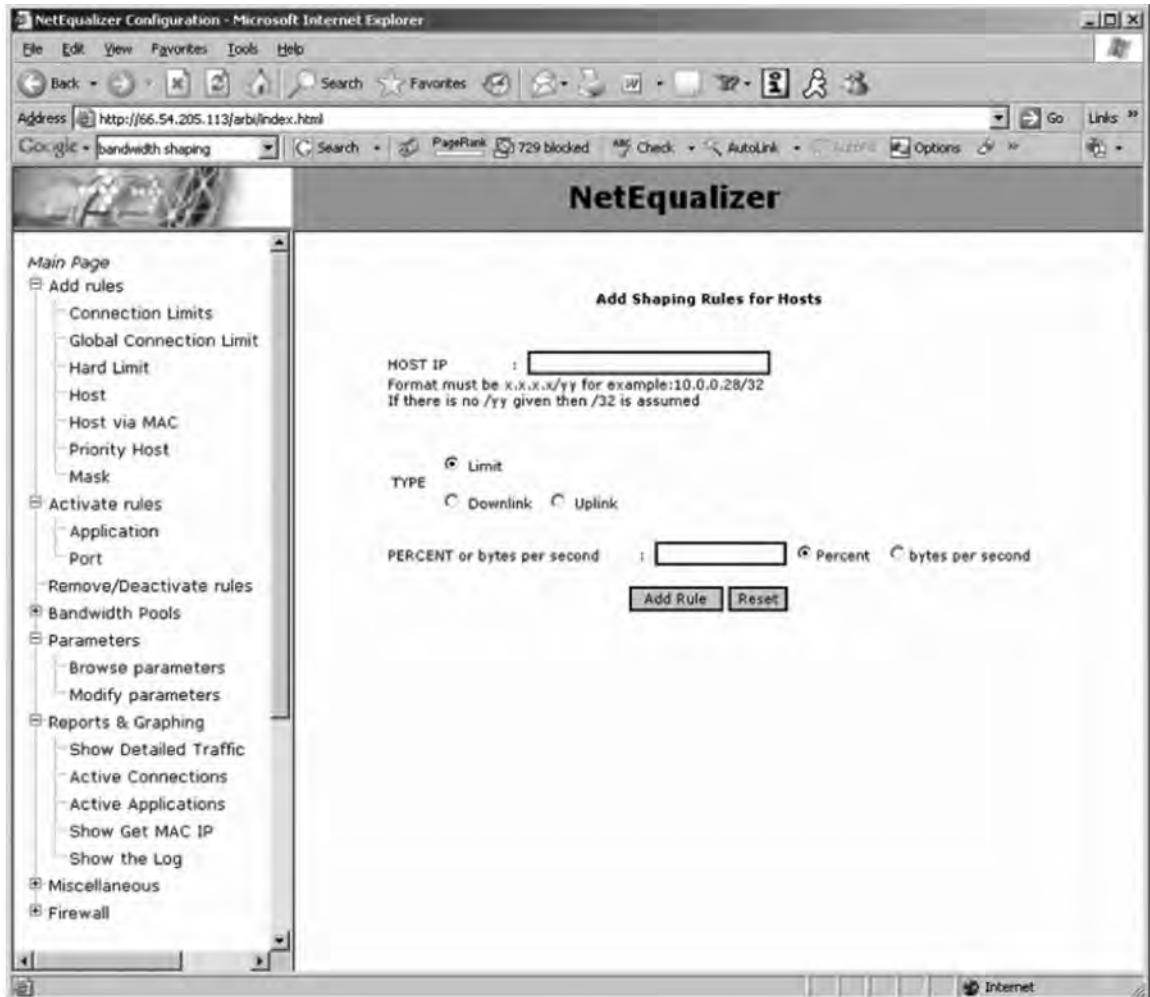 NetEqualizer Configuration - Microsoft Internet Explorer
File Edit View Favorites Tools Help
Back Search Favorites
Address http://66.54.205.113/arbi/index.html Go Links »
Google bandwidth shaping Search PageRank 729 blocked ABC Check AutoLink Options »
NetEqualizer
Main Page
Add rules
Connection Limits
Global Connection Limit
Hard Limit
Host
Host via MAC
Priority Host
Mask
Activate rules
Application
Port
Remove/Deactivate rules
Bandwidth Pools
Parameters
Browse parameters
Modify parameters
Reports & Graphing
Show Detailed Traffic
Active Connections
Active Applications
Show Get MAC IP
Show the Log
Miscellaneous
Firewall
Add Shaping Rules for Hosts
HOST IP :
Format must be x.x.x.x/yy for example:10.0.0.28/32
If there is no /yy given then /32 is assumed
TYPE
Limit
Downlink Uplink
PERCENT or bytes per second : Percent bytes per second
Add Rule Reset
Internet